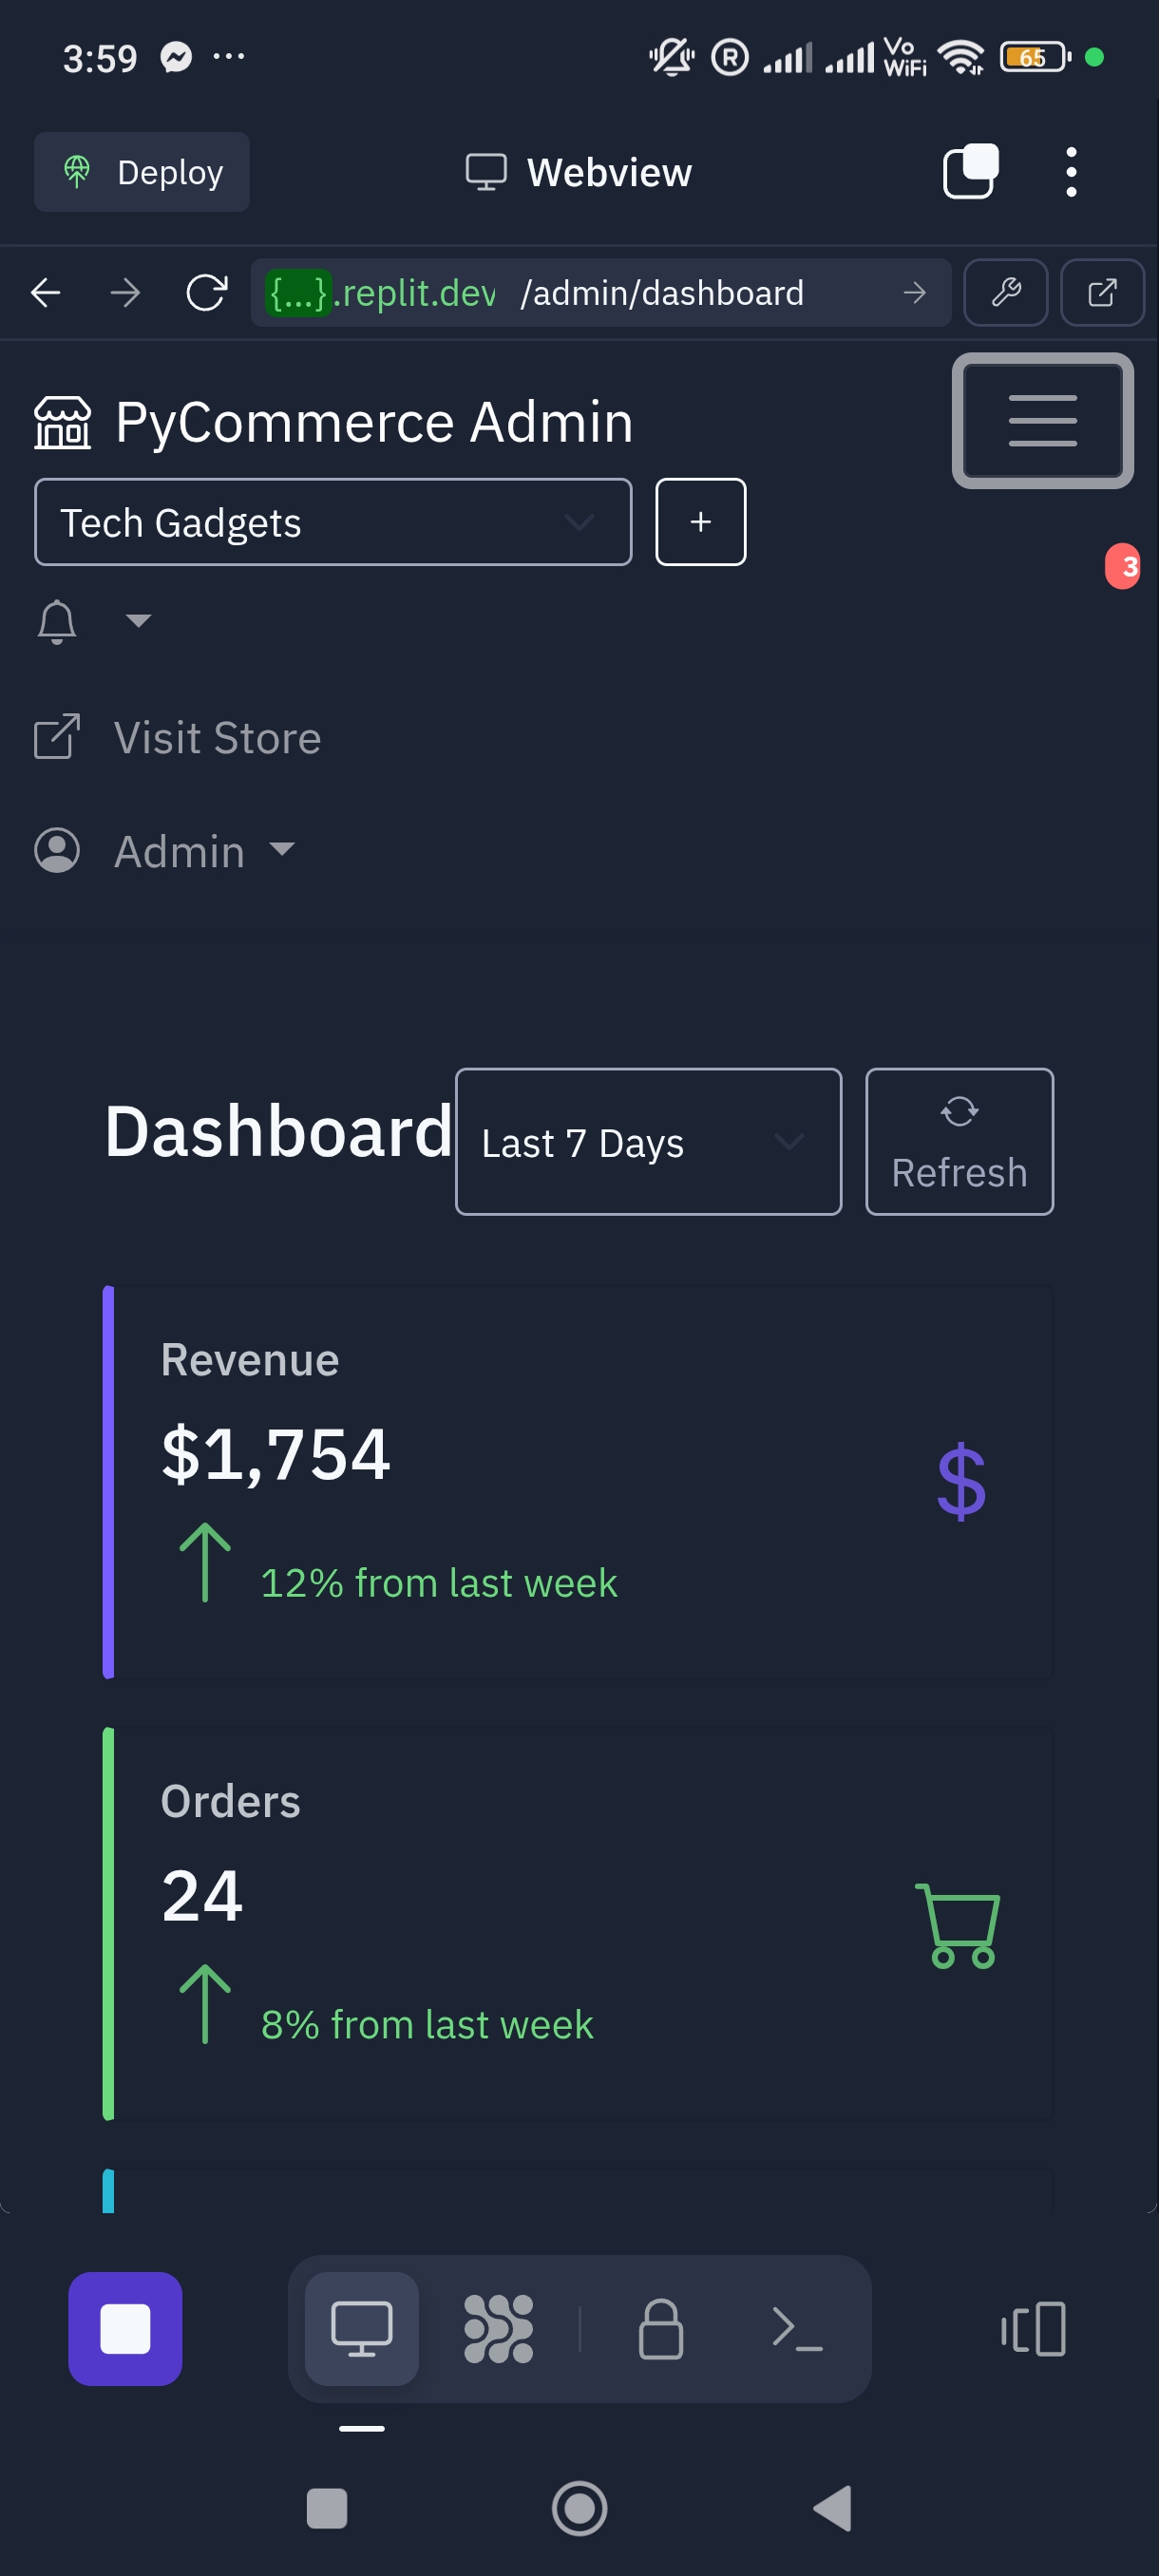 3:59
R
Vo
WiFi
65
Deploy
Webview
{...}.replit.dev /admin/dashboard
PyCommerce Admin
Tech Gadgets
+
3
Visit Store
Admin
Dashboard
Last 7 Days
Refresh
Revenue
$1,754
$
12% from last week
Orders
24
8% from last week